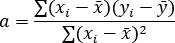 a = ∑(xᵢ − x̄)(yᵢ − ȳ) / ∑(xᵢ − x̄)²